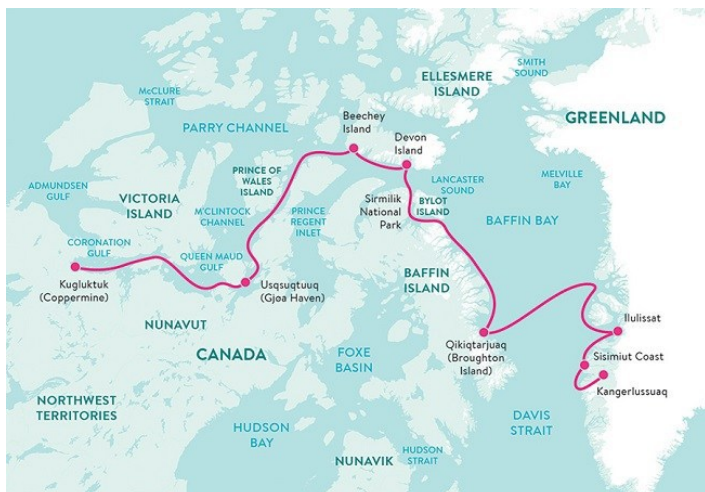 SMITH
SOUND
ELLESMERE
ISLAND
McCLURE
STRAIT
GREENLAND
Beechey
Island
PARRY CHANNEL
Devon
Island
PRINCE OF
WALES
ISLAND
LANCASTER
SOUND
MELVILLE
BAY
ADMUNDSEN
GULF
VICTORIA
ISLAND
Sirmilik
National
Park
BYLOT
ISLAND
M'CLINTOCK
CHANNEL
PRINCE
REGENT
INLET
BAFFIN BAY
CORONATION
GULF
QUEEN MAUD
GULF
Kugluktuk
(Coppermine)
Usqsuqtuuq
(Gjøa Haven)
BAFFIN
ISLAND
NUNAVUT
Ilulissat
CANADA
FOXE
BASIN
Qikiqtarjuaq
(Broughton
Island)
Sisimiut Coast
Kangerlussuaq
NORTHWEST
TERRITORIES
HUDSON
BAY
DAVIS
STRAIT
NUNAVIK
HUDSON
STRAIT